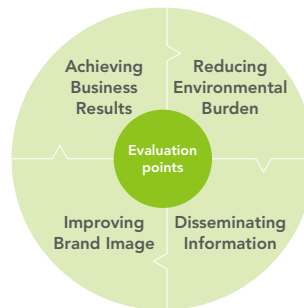 Achieving
Business
Results
Reducing
Environmental
Burden
Evaluation
points
Improving
Brand Image
Disseminating
Information